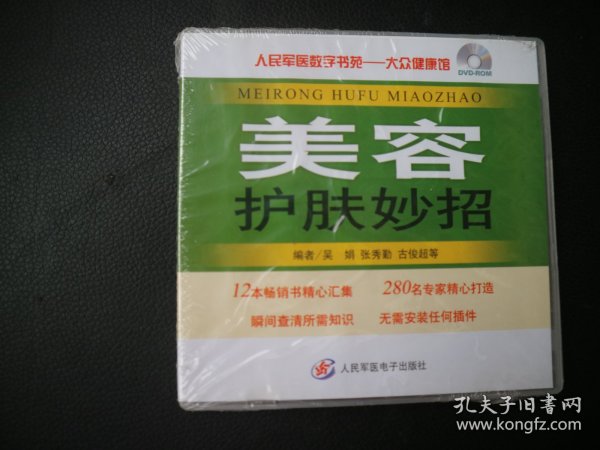 人民军医数字书苑——大众健康馆
DVD-ROM
MEIRONG HUFU MIAOZHAO
美容
护肤妙招
编者/吴 娟 张秀勤 古俊超等
12本畅销书精心汇集 280名专家精心打造
瞬间查清所需知识 无需安装任何插件
人民军医电子出版社
孔夫子旧書网
www.kongfz.com